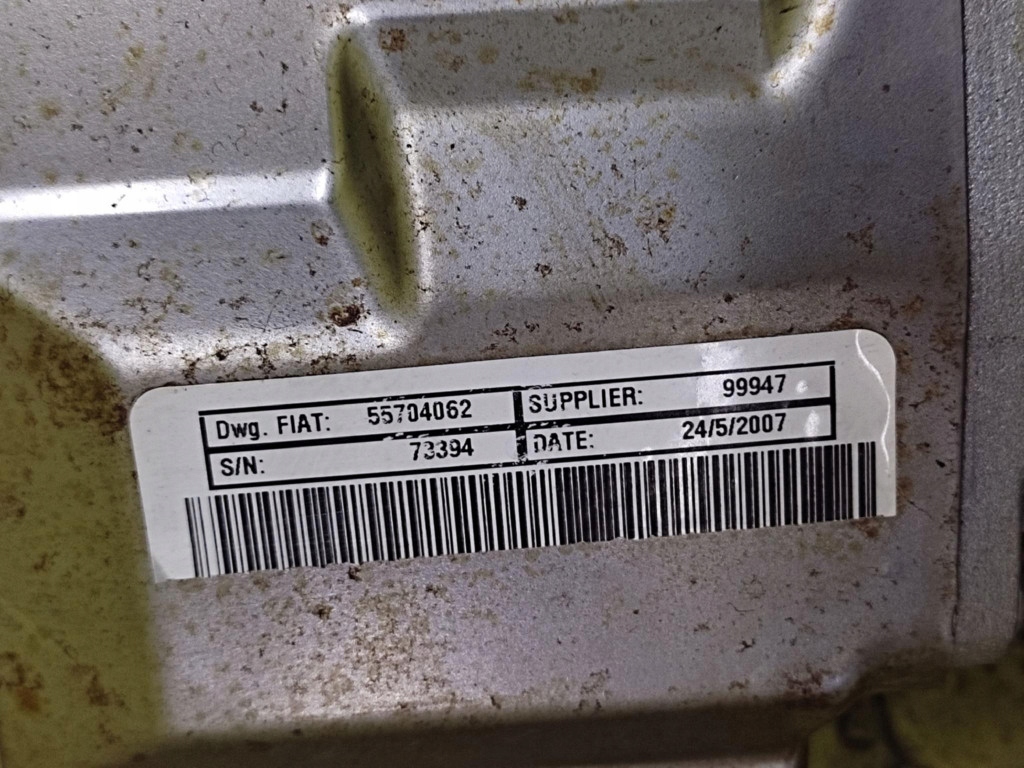 Dwg. FIAT: 55704062 SUPPLIER: 99947
S/N: 73394 DATE: 24/5/2007